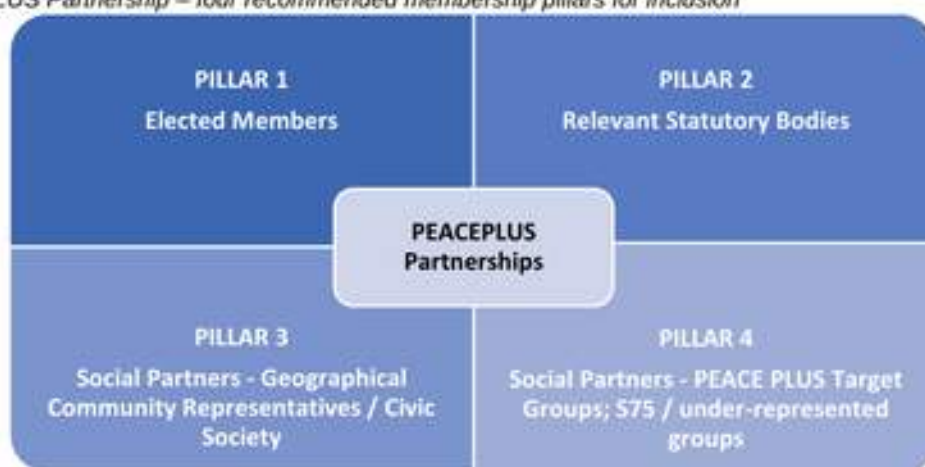 US Partnership – four recommended membership pillars for inclusion
PILLAR 1
Elected Members
PILLAR 2
Relevant Statutory Bodies
PEACEPLUS
Partnerships
PILLAR 3
Social Partners - Geographical
Community Representatives / Civic
Society
PILLAR 4
Social Partners - PEACE PLUS Target
Groups; S75 / under-represented
groups